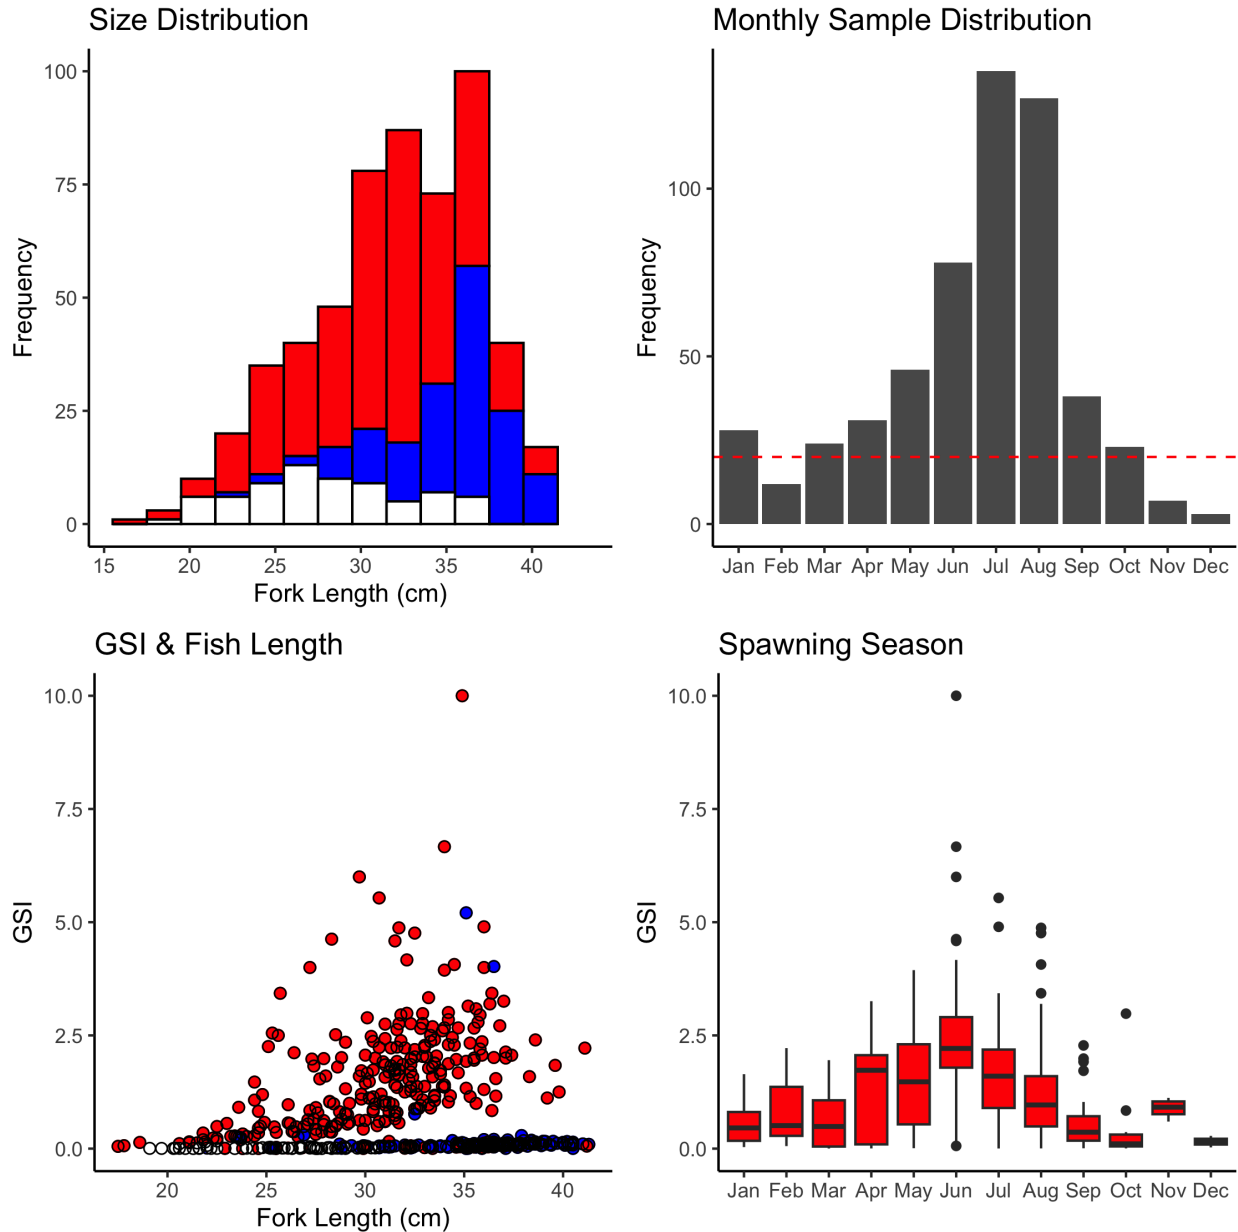 Size Distribution
Frequency
100
75
50
25
0
15 20 25 30 35 40
Fork Length (cm)
Monthly Sample Distribution
Frequency
100
50
0
Jan Feb Mar Apr May Jun Jul Aug Sep Oct Nov Dec
GSI & Fish Length
GSI
10.0
7.5
5.0
2.5
0.0
20 25 30 35 40
Fork Length (cm)
Spawning Season
GSI
10.0
7.5
5.0
2.5
0.0
Jan Feb Mar Apr May Jun Jul Aug Sep Oct Nov Dec